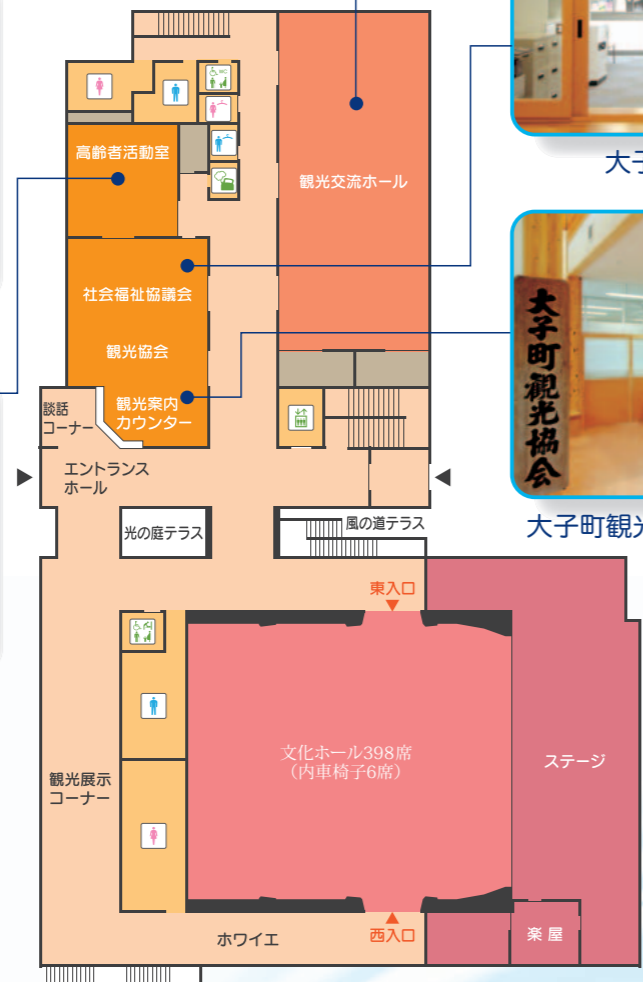 高齢者活動室
観光交流ホール
社会福祉協議会
観光協会
観光案内
カウンター
談話
コーナー
エントランス
ホール
光の庭テラス
風の道テラス
東入口
文化ホール398席
(内車椅子6席)
ステージ
観光展示
コーナー
ホワイエ
西入口
楽屋
大子
大子町観光協会
大子町観光